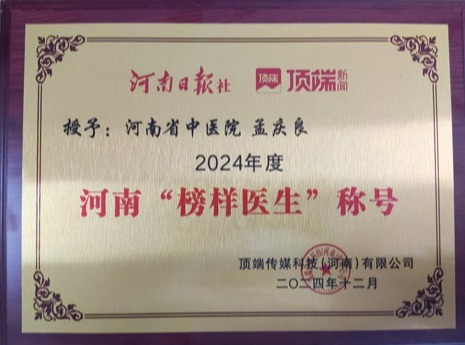 河南日报社 顶端 顶端新闻
授予：河南省中医院 孟庆良
2024年度
河南“榜样医生”称号
顶端传媒科技(河南)有限公司
二〇二四年十二月